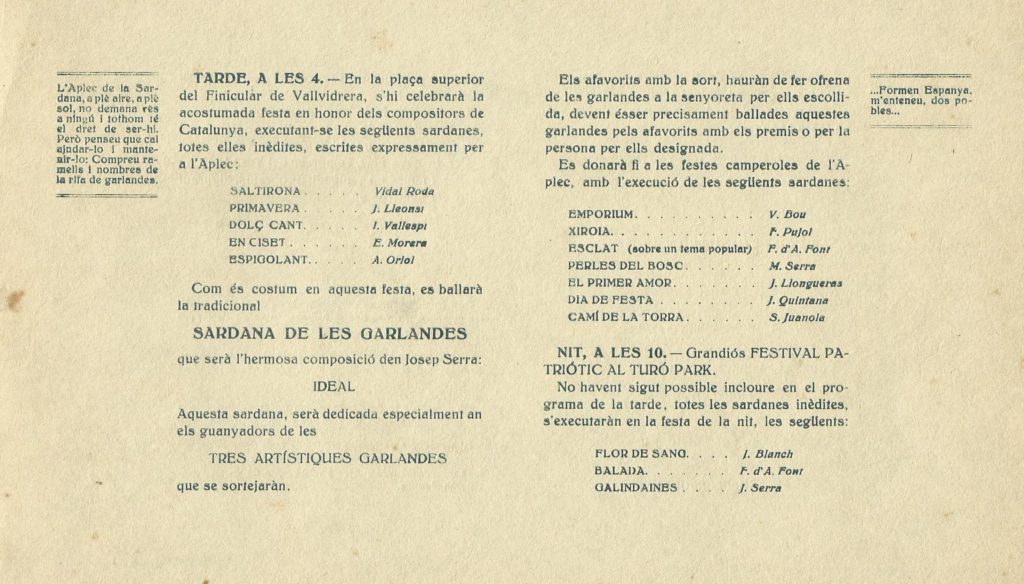 L'Aplec de la Sar-
dana, a plè aire, a plè
sol, no demana res
a ningú i tothom té
el dret de ser-hi.
Però penseu que cal
ajudar-lo i mante-
nir-lo: Compreu ra-
mells i nombres de
la rifa de garlandes.
TARDE, A LES 4. — En la plaça superior
del Finicular de Vallvidrera, s'hi celebrarà la
acostumada festa en honor dels compositors de
Catalunya, executant-se les següents sardanes,
totes elles inèdites, escrites expressament per
a l'Aplec:
SALTIRONA . . . . . Vidal Roda
PRIMAVERA . . . . . J. Lleonsi
DOLÇ CANT. . . . . . I. Vallespi
EN CISET . . . . . . E. Morera
ESPIGOLANT. . . . . A. Oriol
Com és costum en aquesta festa, es ballarà
la tradicional
SARDANA DE LES GARLANDES
que serà l'hermosa composició den Josep Serra:
IDEAL
Aquesta sardana, serà dedicada especialment an
els guanyadors de les
TRES ARTÍSTIQUES GARLANDES
que se sortejaràn.
Els afavorits amb la sort, hauràn de fer ofrena
de les garlandes a la senyoreta per ells escolli-
da, devent ésser precisament ballades aquestes
garlandes pels afavorits amb els premis o per la
persona per ells designada.
Es donarà fi a les festes camperoles de l'A-
plec, amb l'execució de les següents sardanes:
EMPORIUM. . . . . . . . . . V. Bou
XIROIA. . . . . . . . . . . . F. Pujol
ESCLAT (sobre un tema popular) F. d'A. Font
PERLES DEL BOSC. . . . . . M. Serra
EL PRIMER AMOR. . . . . . . J. Llongueras
DIA DE FESTA . . . . . . . . J. Quintana
CAMÍ DE LA TORRA. . . . . . S. Juanola
NIT, A LES 10. — Grandiós FESTIVAL PA-
TRIÓTIC AL TURÓ PARK.
No havent sigut possible incloure en el pro-
grama de la tarde, totes les sardanes inèdites,
s'executaràn en la festa de la nit, les següents:
FLOR DE SANG. . . . J. Blanch
BALADA. . . . . . . F. d'A. Font
GALINDAINES . . . . J. Serra
...Formen Espanya,
m'enteneu, dos po-
bles...